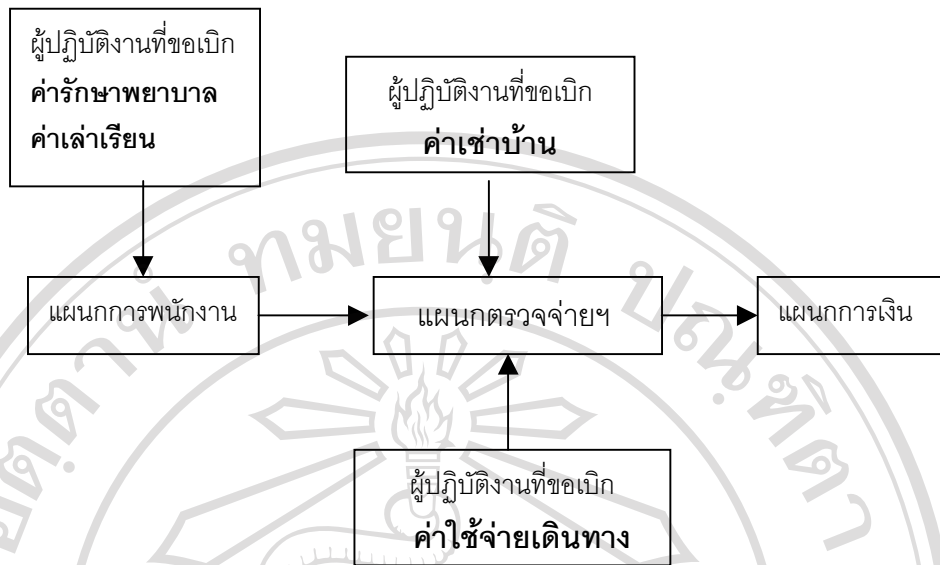 ผู้ปฏิบัติงานที่ขอเบิก
ค่ารักษาพยาบาล
ค่าเล่าเรียน
ผู้ปฏิบัติงานที่ขอเบิก
ค่าเช่าบ้าน
แผนกการพนักงาน
แผนกตรวจจ่ายฯ
แผนกการเงิน
ผู้ปฏิบัติงานที่ขอเบิก
ค่าใช้จ่ายเดินทาง